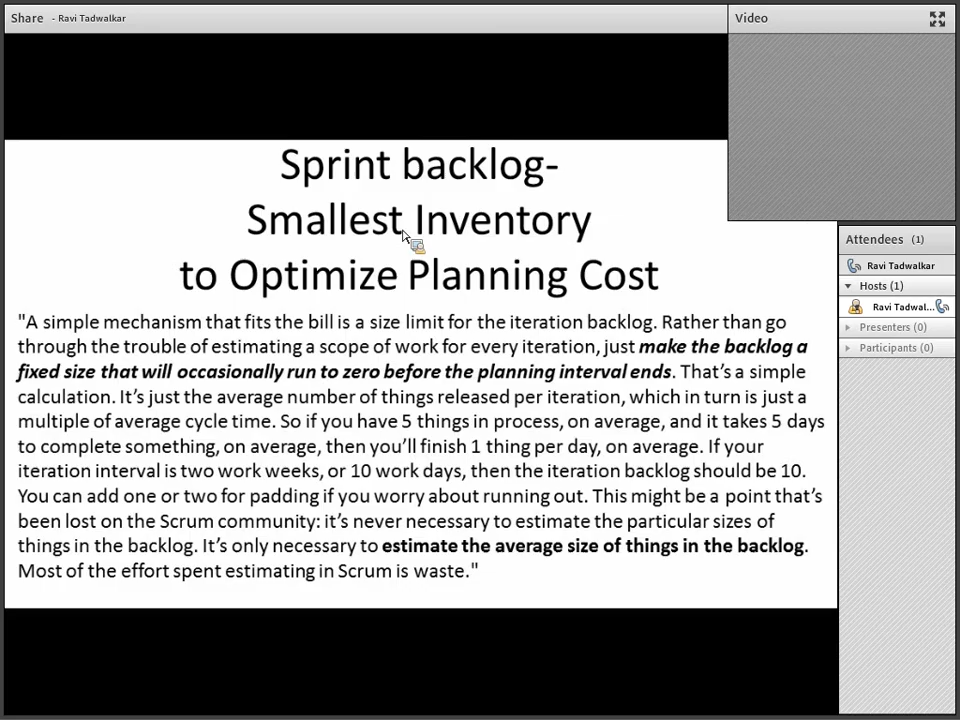 Share - Ravi Tadwalkar
Video
Sprint backlog-
Smallest Inventory
to Optimize Planning Cost
"A simple mechanism that fits the bill is a size limit for the iteration backlog. Rather than go
through the trouble of estimating a scope of work for every iteration, just make the backlog a
fixed size that will occasionally run to zero before the planning interval ends. That's a simple
calculation. It's just the average number of things released per iteration, which in turn is just a
multiple of average cycle time. So if you have 5 things in process, on average, and it takes 5 days
to complete something, on average, then you'll finish 1 thing per day, on average. If your
iteration interval is two work weeks, or 10 work days, then the iteration backlog should be 10.
You can add one or two for padding if you worry about running out. This might be a point that's
been lost on the Scrum community: it's never necessary to estimate the particular sizes of
things in the backlog. It's only necessary to estimate the average size of things in the backlog.
Most of the effort spent estimating in Scrum is waste."
Attendees (1)
Ravi Tadwalkar
Hosts (1)
Ravi Tadwal...
Presenters (0)
Participants (0)